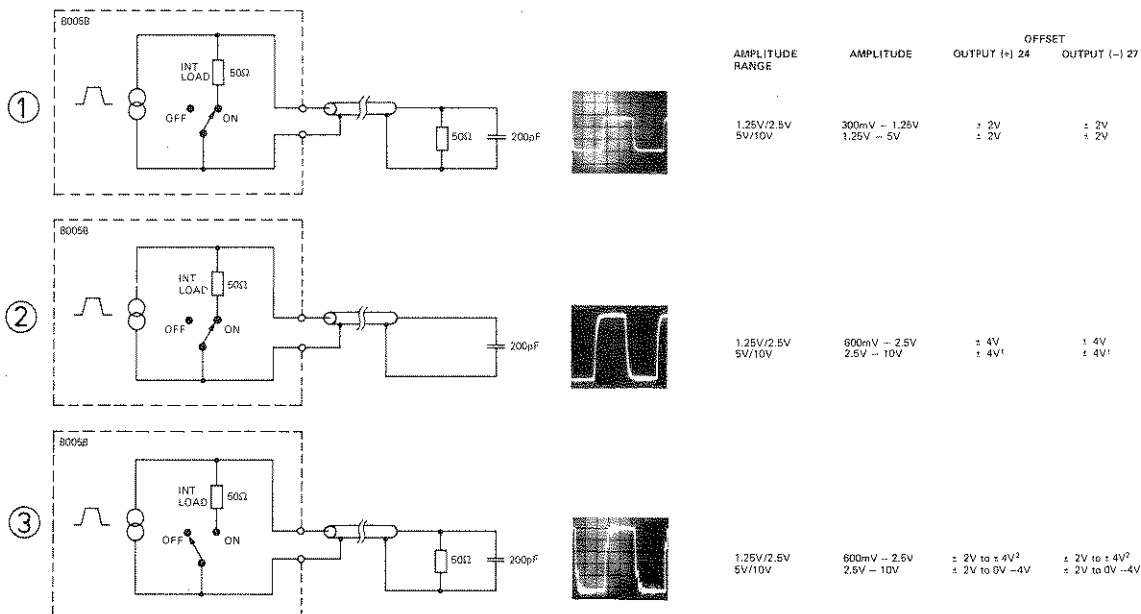 OFFSET
AMPLITUDE RANGE AMPLITUDE OUTPUT (+) 24 OUTPUT (−) 27
①
8005B
INT LOAD 50Ω
OFF ON
50Ω 200pF
1.25V/2.5V 300mV – 1.25V ± 2V ± 2V
5V/10V 1.25V – 5V ± 2V ± 2V
②
8005B
INT LOAD 50Ω
OFF ON
200pF
1.25V/2.5V 600mV – 2.5V ± 4V ± 4V
5V/10V 2.5V – 10V ± 4V¹ ± 4V¹
③
8005B
INT LOAD 50Ω
OFF ON
50Ω 200pF
1.25V/2.5V 600mV – 2.5V ± 2V to ± 4V² ± 2V to ± 4V²
5V/10V 2.5V – 10V ± 2V to 0V –4V ± 2V to 0V –4V